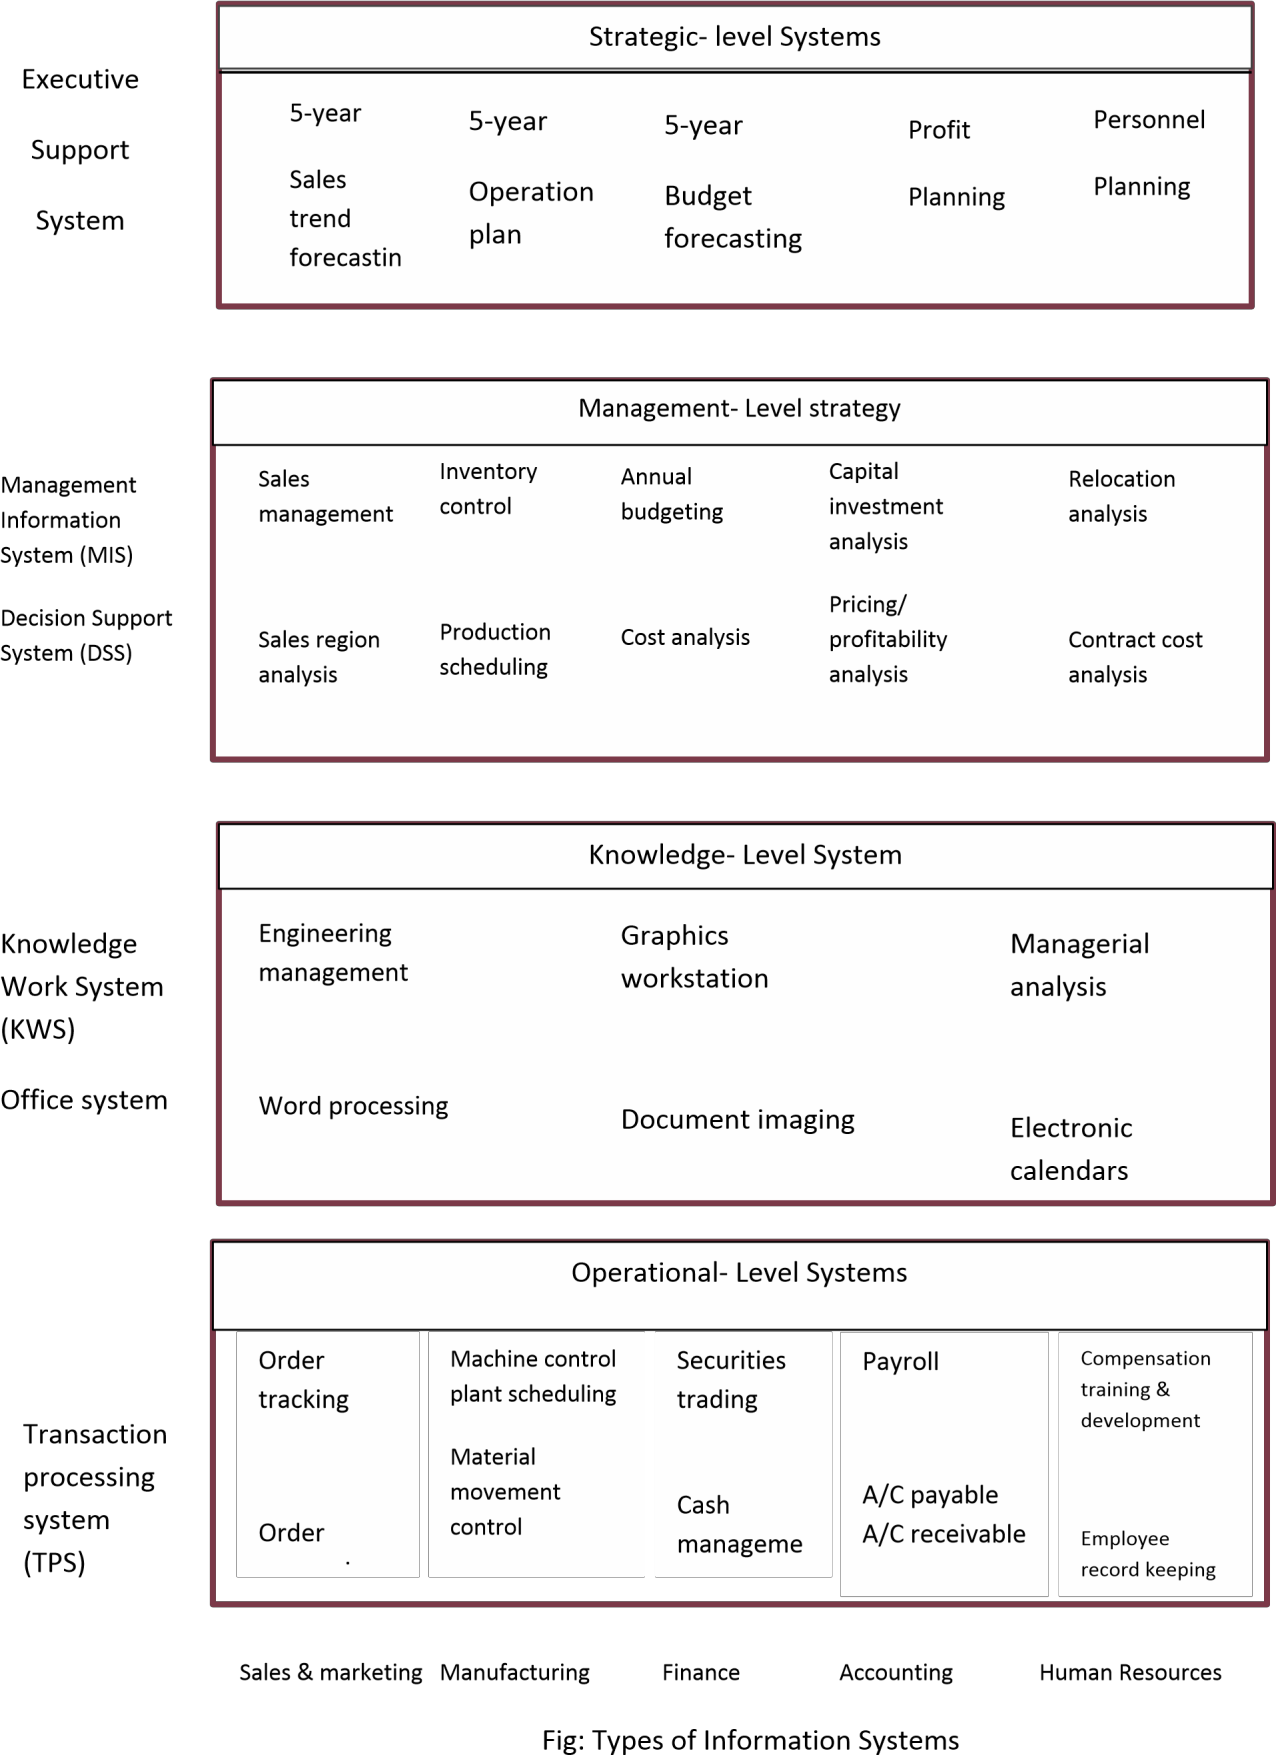 Strategic- level Systems
Executive
Support
System
5-year
Sales
trend
forecastin
5-year
Operation
plan
5-year
Budget
forecasting
Profit
Planning
Personnel
Planning
Management- Level strategy
Management
Information
System (MIS)
Decision Support
System (DSS)
Sales
management
Inventory
control
Annual
budgeting
Capital
investment
analysis
Relocation
analysis
Sales region
analysis
Production
scheduling
Cost analysis
Pricing/
profitability
analysis
Contract cost
analysis
Knowledge- Level System
Knowledge
Work System
(KWS)
Office system
Engineering
management
Graphics
workstation
Managerial
analysis
Word processing
Document imaging
Electronic
calendars
Operational- Level Systems
Transaction
processing
system
(TPS)
Order
tracking
Order
.
Machine control
plant scheduling
Material
movement
control
Securities
trading
Cash
manageme
Payroll
A/C payable
A/C receivable
Compensation
training &
development
Employee
record keeping
Sales & marketing
Manufacturing
Finance
Accounting
Human Resources
Fig: Types of Information Systems